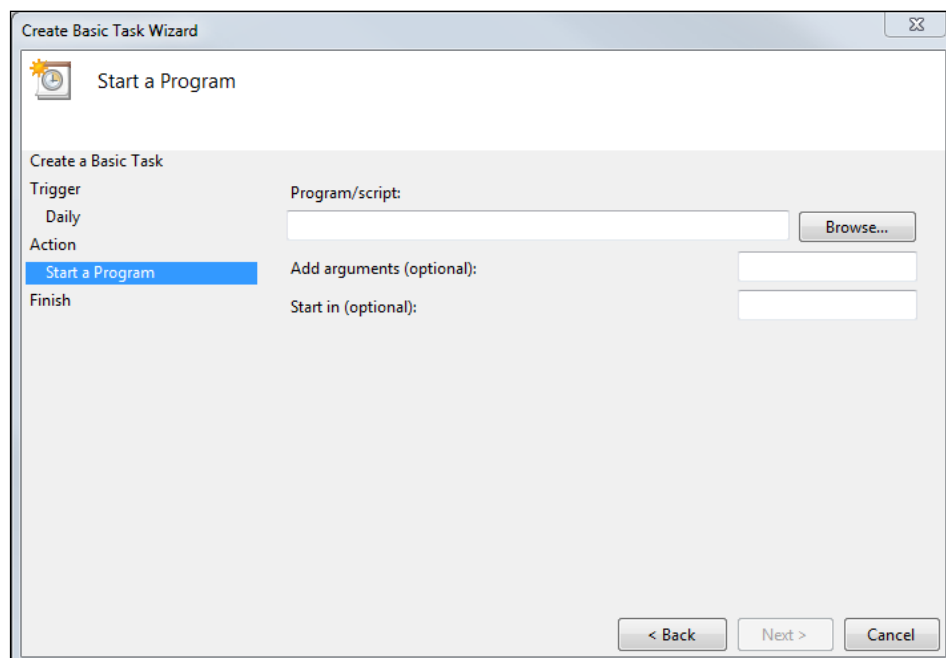 Create Basic Task Wizard
Start a Program
Create a Basic Task
Trigger
Daily
Action
Start a Program
Finish
Program/script:
Browse...
Add arguments (optional):
Start in (optional):
< Back Next > Cancel